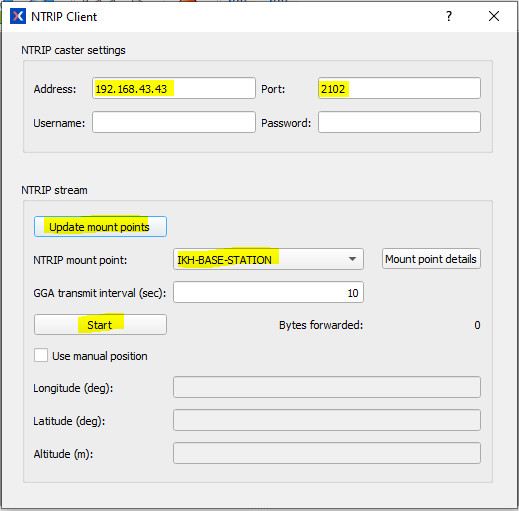 NTRIP Client
?
NTRIP caster settings
Address: 192.168.43.43 Port: 2102
Username: Password:
NTRIP stream
Update mount points
NTRIP mount point: IKH-BASE-STATION Mount point details
GGA transmit interval (sec): 10
Start Bytes forwarded: 0
Use manual position
Longitude (deg):
Latitude (deg):
Altitude (m):